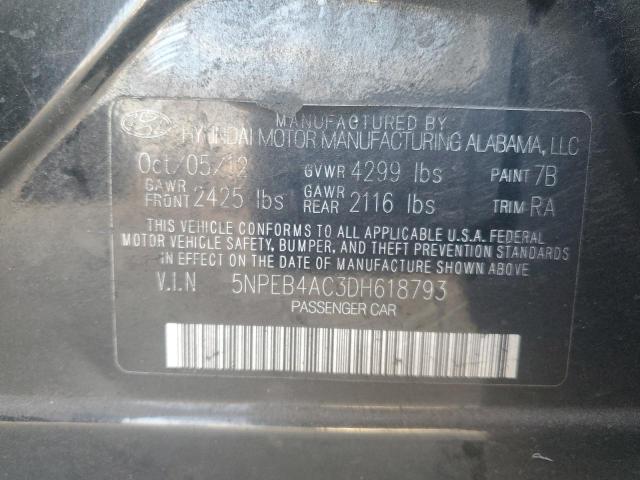 MANUFACTURED BY
HYUNDAI MOTOR MANUFACTURING ALABAMA, LLC
Oct/05/12 GVWR 4299 lbs PAINT 7B
GAWR FRONT 2425 lbs GAWR REAR 2116 lbs TRIM RA
THIS VEHICLE CONFORMS TO ALL APPLICABLE U.S.A. FEDERAL
MOTOR VEHICLE SAFETY, BUMPER, AND THEFT PREVENTION STANDARDS
IN EFFECT ON THE DATE OF MANUFACTURE SHOWN ABOVE.
V.I.N 5NPEB4AC3DH618793
PASSENGER CAR